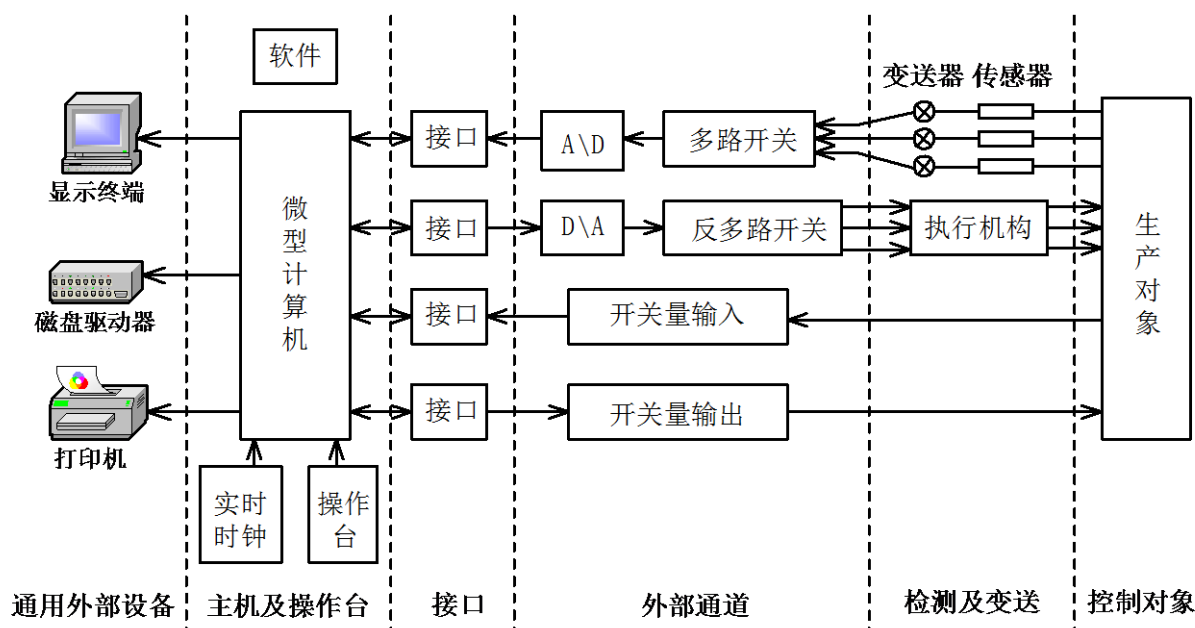 软件
变送器 传感器
接口
A\D
多路开关
显示终端
微型计算机
接口
D\A
反多路开关
执行机构
生产对象
磁盘驱动器
接口
开关量输入
打印机
接口
开关量输出
实时
时钟
操作
台
通用外部设备
主机及操作台
接口
外部通道
检测及变送
控制对象